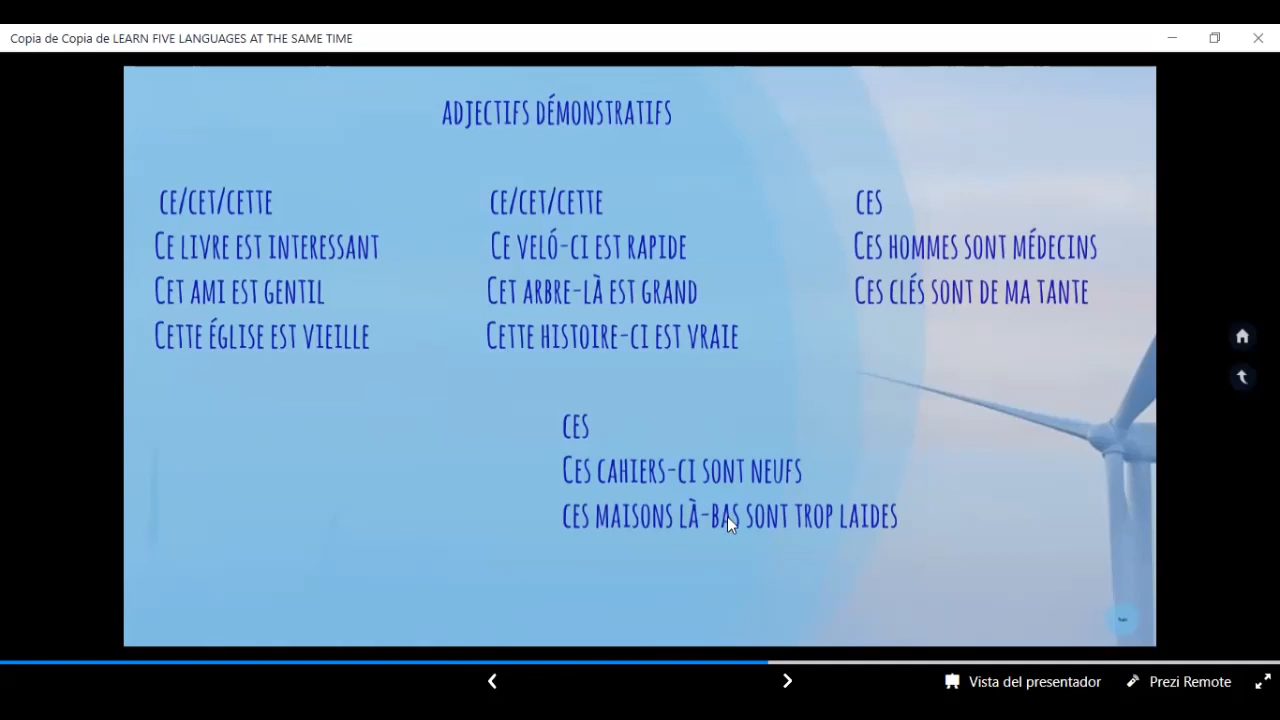 Copia de Copia de LEARN FIVE LANGUAGES AT THE SAME TIME
ADJECTIFS DÉMONSTRATIFS
CE/CET/CETTE
CE LIVRE EST INTERESSANT
CET AMI EST GENTIL
CETTE ÉGLISE EST VIEILLE
CE/CET/CETTE
CE VELÓ-CI EST RAPIDE
CET ARBRE-LÀ EST GRAND
CETTE HISTOIRE-CI EST VRAIE
CES
CES HOMMES SONT MÉDECINS
CES CLÉS SONT DE MA TANTE
CES
CES CAHIERS-CI SONT NEUFS
CES MAISONS LÀ-BAS SONT TROP LAIDES
Vista del presentador
Prezi Remote